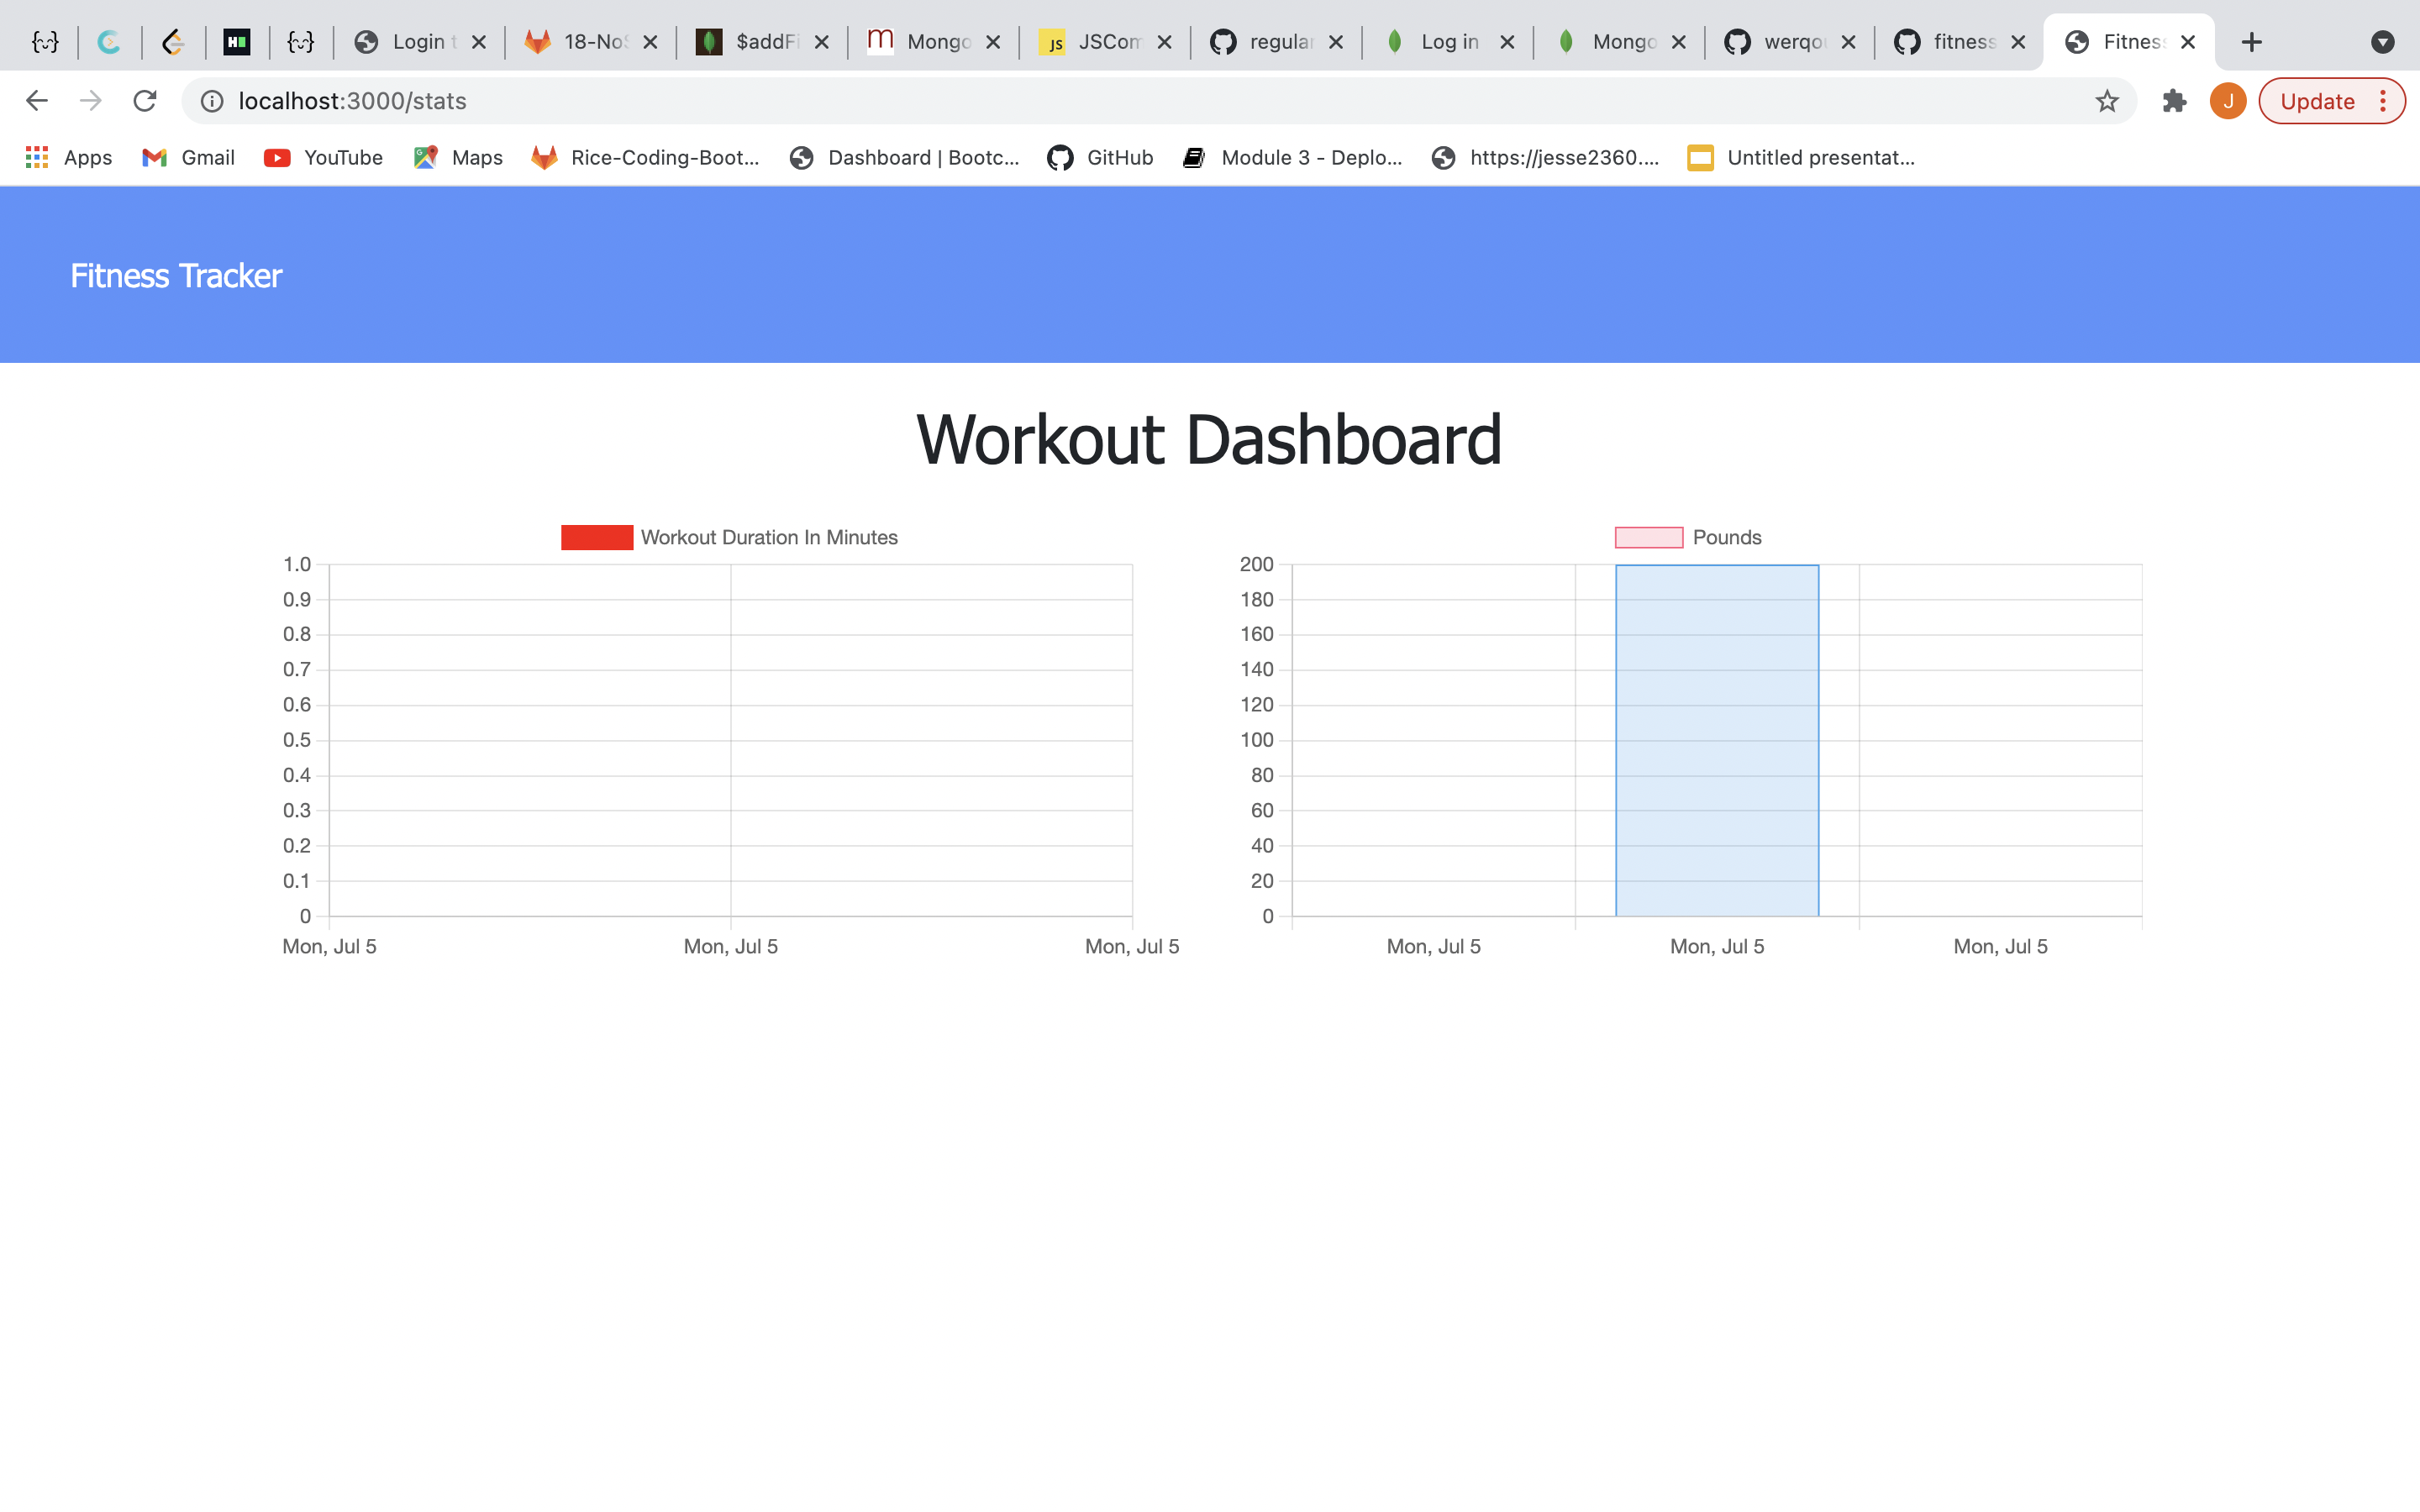 Login t 18-NoS $addFi Mongo JSCom regular Log in Mongo werqou fitness Fitness
localhost:3000/stats J Update
Apps Gmail YouTube Maps Rice-Coding-Boot... Dashboard | Bootc... GitHub Module 3 - Deplo... https://jesse2360.... Untitled presentat...
Fitness Tracker
Workout Dashboard
Workout Duration In Minutes
1.0
0.9
0.8
0.7
0.6
0.5
0.4
0.3
0.2
0.1
0
Mon, Jul 5 Mon, Jul 5 Mon, Jul 5
Pounds
200
180
160
140
120
100
80
60
40
20
0
Mon, Jul 5 Mon, Jul 5 Mon, Jul 5